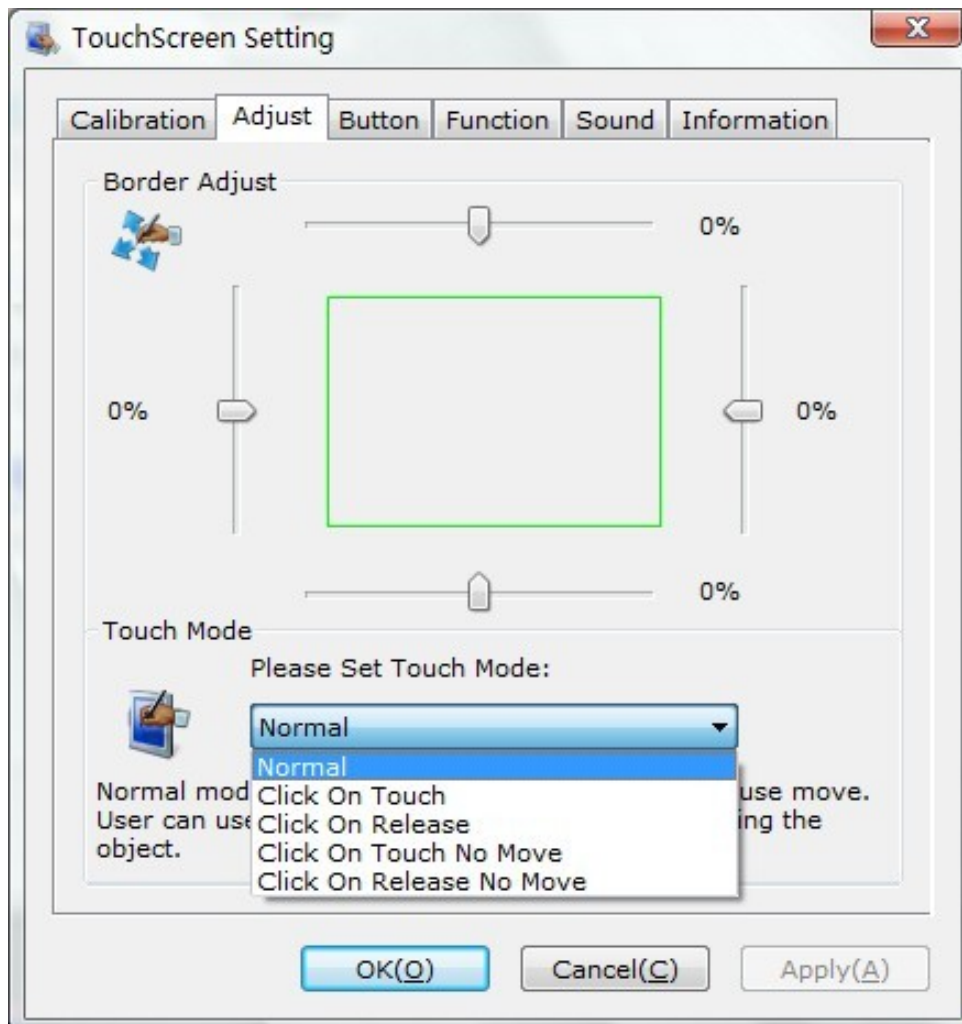 TouchScreen Setting
Calibration Adjust Button Function Sound Information
Border Adjust
0%
0% 0%
0%
Touch Mode
Please Set Touch Mode:
Normal
Normal
Click On Touch
Click On Release
Click On Touch No Move
Click On Release No Move
Normal use move.
User can ing the
object.
OK(O) Cancel(C) Apply(A)